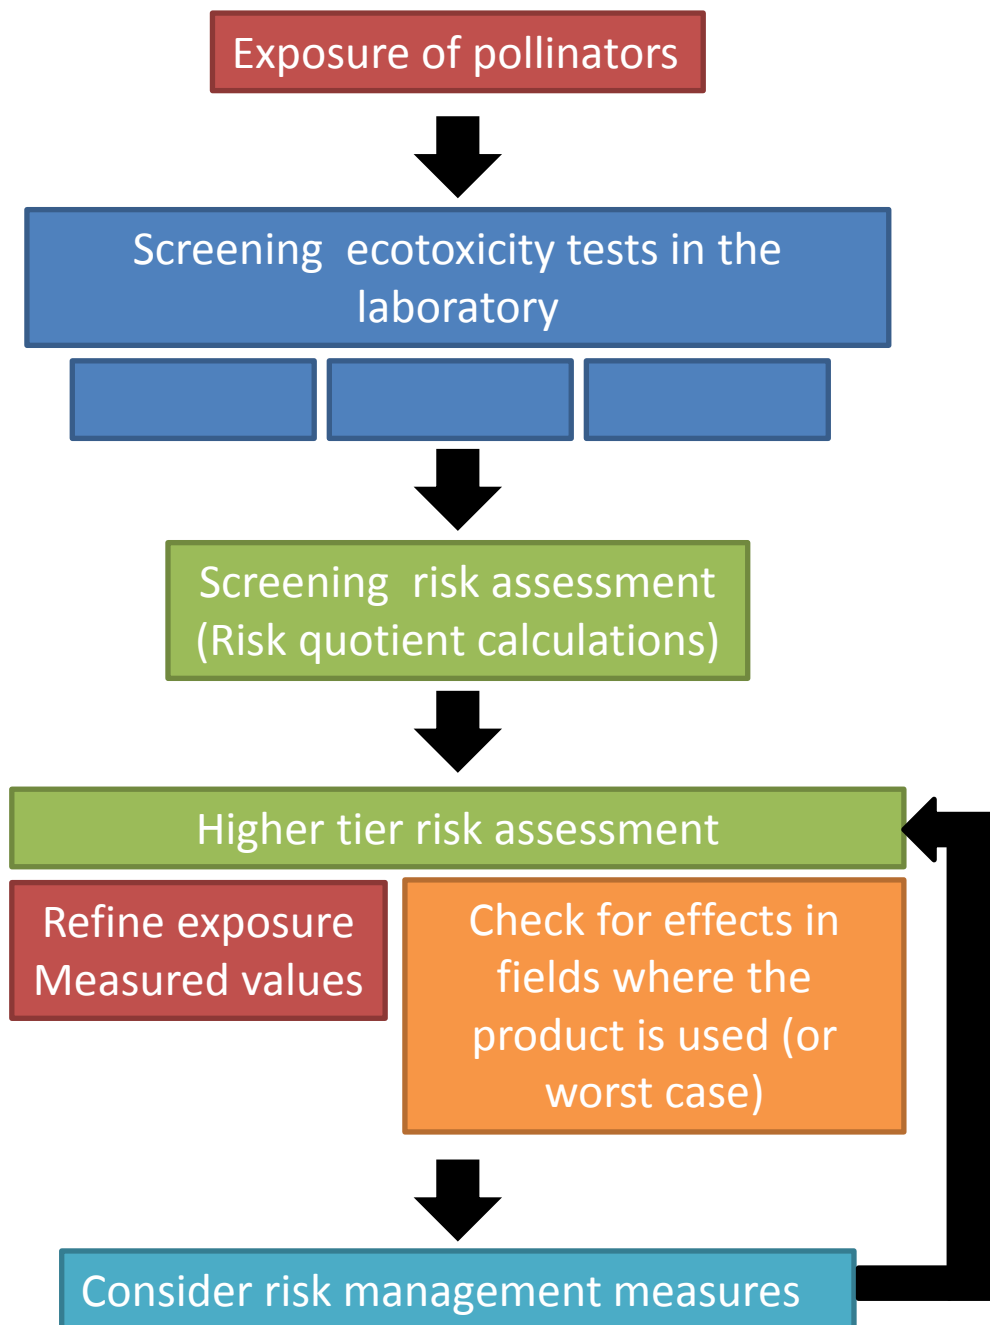 Exposure of pollinators
Screening  ecotoxicity tests in the
laboratory
Screening  risk assessment
(Risk quotient calculations)
Higher tier risk assessment
Refine exposure
Measured values
Check for effects in
fields where the
product is used (or
worst case)
Consider risk management measures